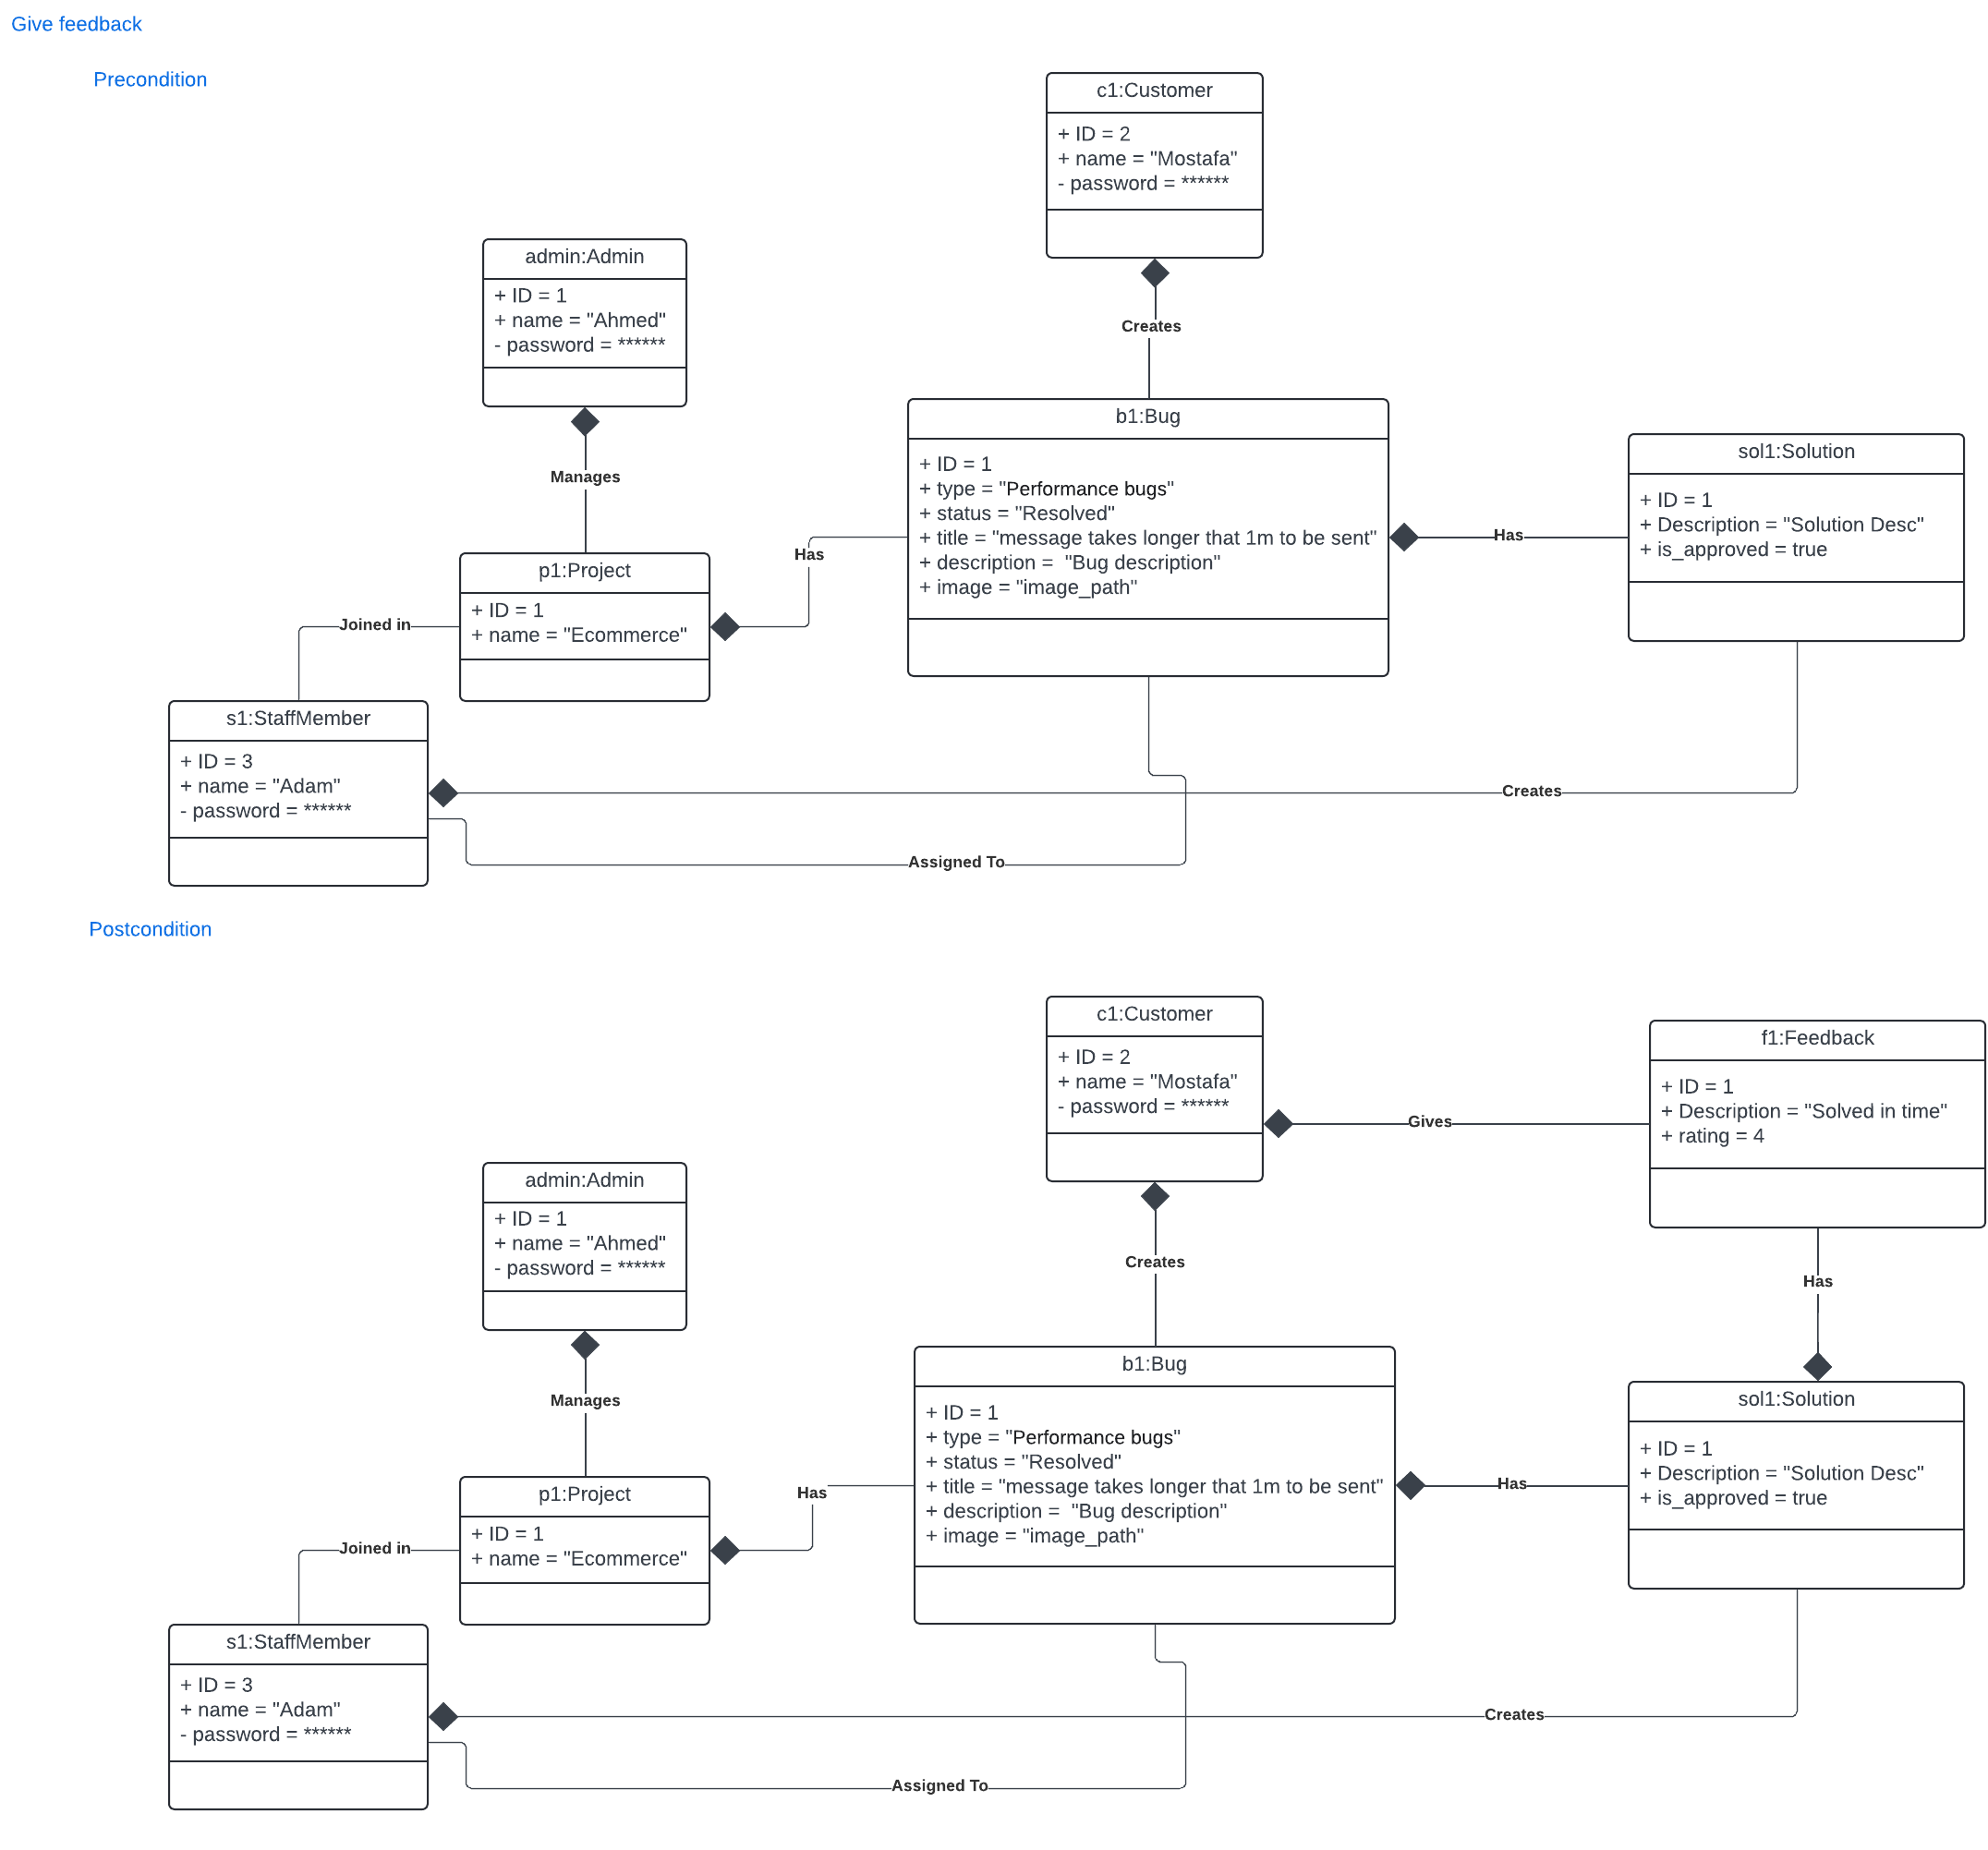 Give feedback
Precondition
c1:Customer
+ ID = 2
+ name = "Mostafa"
- password = ******
admin:Admin
+ ID = 1
+ name = "Ahmed"
- password = ******
Creates
Manages
b1:Bug
+ ID = 1
+ type = "Performance bugs"
+ status = "Resolved"
+ title = "message takes longer that 1m to be sent"
+ description =  "Bug description"
+ image = "image_path"
sol1:Solution
+ ID = 1
+ Description = "Solution Desc"
+ is_approved = true
Has
Has
p1:Project
+ ID = 1
+ name = "Ecommerce"
Joined in
s1:StaffMember
+ ID = 3
+ name = "Adam"
- password = ******
Creates
Assigned To
Postcondition
c1:Customer
+ ID = 2
+ name = "Mostafa"
- password = ******
f1:Feedback
+ ID = 1
+ Description = "Solved in time"
+ rating = 4
Gives
admin:Admin
+ ID = 1
+ name = "Ahmed"
- password = ******
Creates
Has
Manages
b1:Bug
+ ID = 1
+ type = "Performance bugs"
+ status = "Resolved"
+ title = "message takes longer that 1m to be sent"
+ description =  "Bug description"
+ image = "image_path"
sol1:Solution
+ ID = 1
+ Description = "Solution Desc"
+ is_approved = true
Has
Has
p1:Project
+ ID = 1
+ name = "Ecommerce"
Joined in
s1:StaffMember
+ ID = 3
+ name = "Adam"
- password = ******
Creates
Assigned To